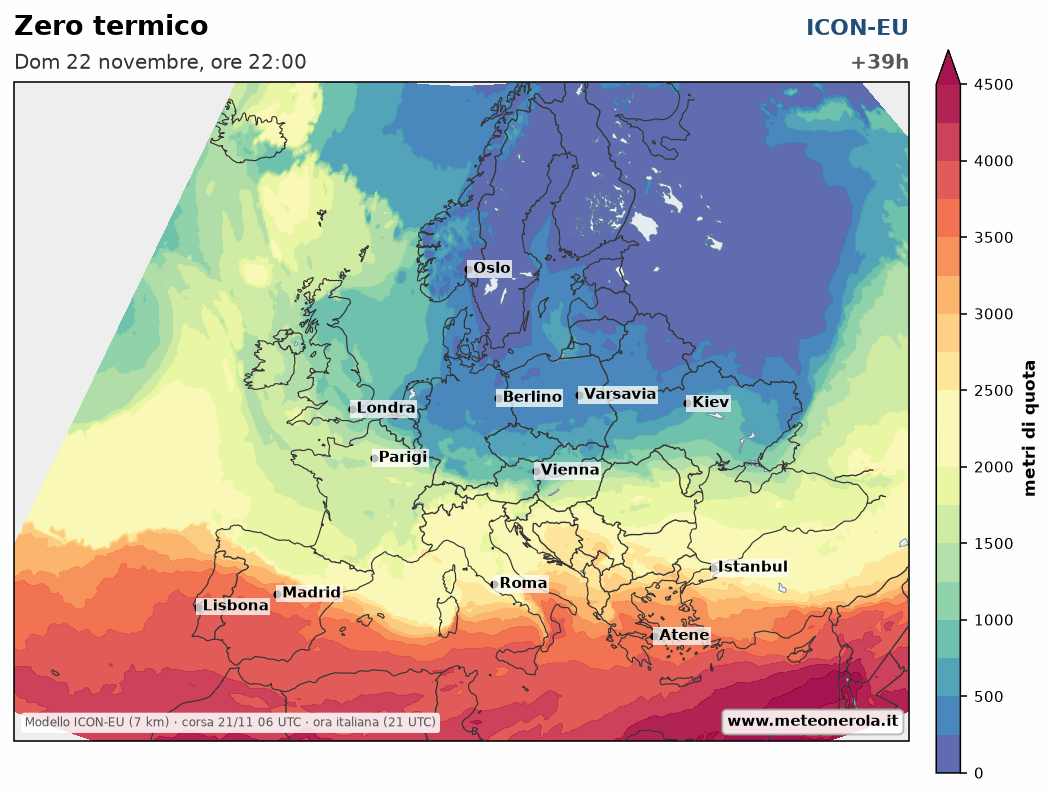 Zero termico
ICON-EU
Dom 22 novembre, ore 22:00
+39h
4500
4000
3500
3000
2500
2000
1500
1000
500
0
metri di quota
Oslo
Berlino
Varsavia
Kiev
Londra
Parigi
Vienna
Istanbul
Roma
Madrid
Lisbona
Atene
Modello ICON-EU (7 km) · corsa 21/11 06 UTC · ora italiana (21 UTC)
www.meteonerola.it